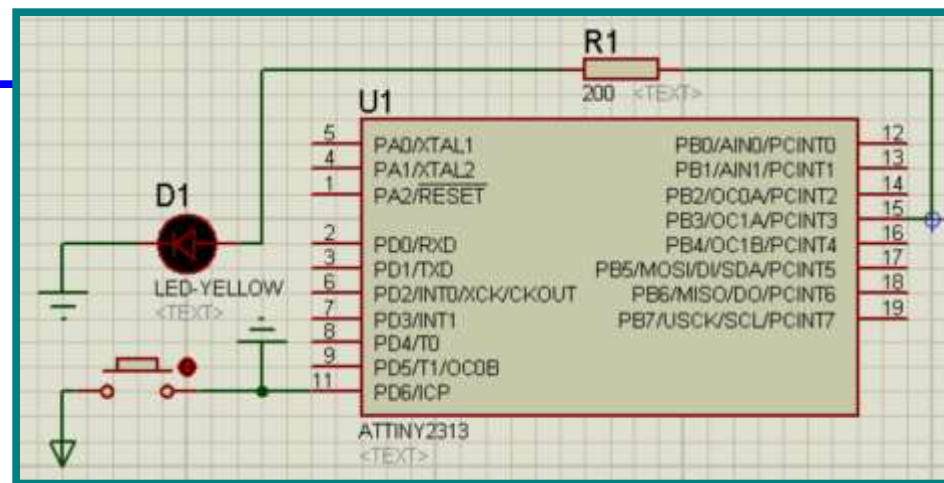 R1
200 <TEXT>
U1
5 PA0/XTAL1
4 PA1/XTAL2
1 PA2/RESET
2 PD0/RXD
3 PD1/TXD
6 PD2/INT0/XCK/CKOUT
7 PD3/INT1
8 PD4/T0
9 PD5/T1/OC0B
11 PD6/ICP
PB0/AIN0/PCINT0 12
PB1/AIN1/PCINT1 13
PB2/OC0A/PCINT2 14
PB3/OC1A/PCINT3 15
PB4/OC1B/PCINT4 16
PB5/MOSI/DI/SDA/PCINT5 17
PB6/MISO/DO/PCINT6 18
PB7/USCK/SCL/PCINT7 19
ATTINY2313
<TEXT>
D1
LED-YELLOW
<TEXT>